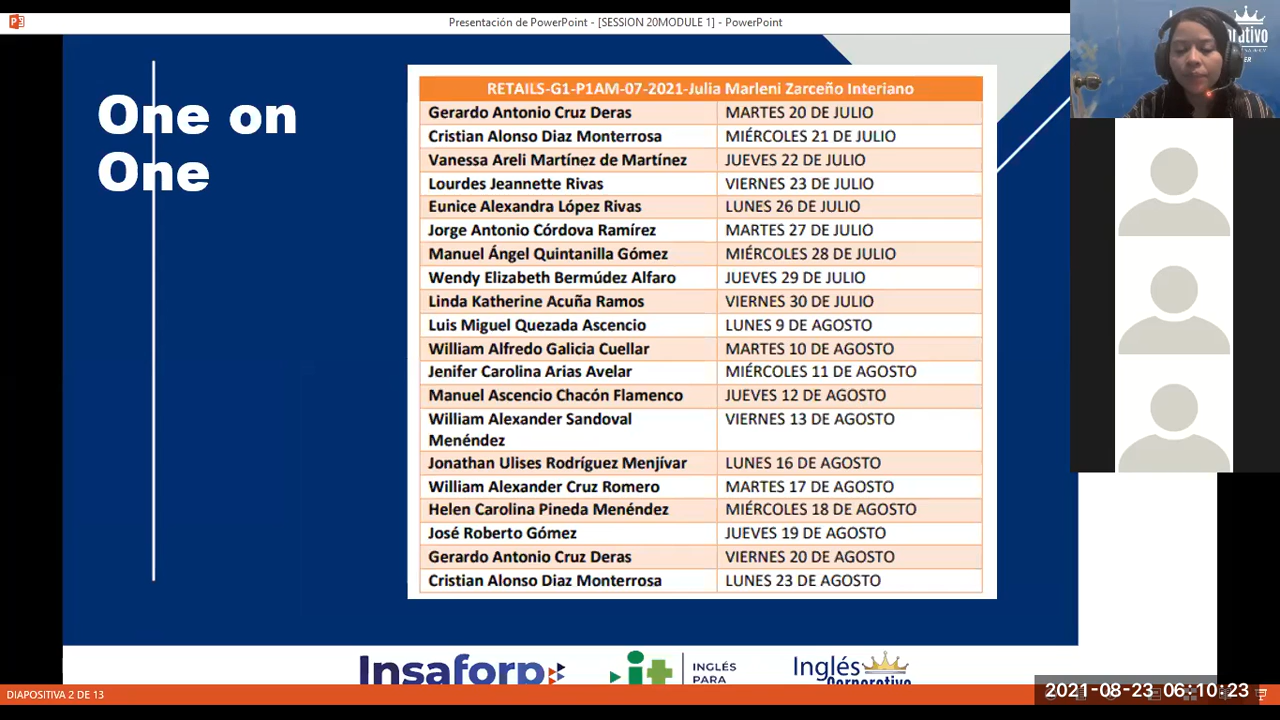 Presentación de PowerPoint - [SESSION 20MODULE 1] - PowerPoint
One on
One
RETAILS-G1-P1AM-07-2021-Julia Marleni Zarceño Interiano
Gerardo Antonio Cruz Deras MARTES 20 DE JULIO
Cristian Alonso Diaz Monterrosa MIÉRCOLES 21 DE JULIO
Vanessa Areli Martínez de Martínez JUEVES 22 DE JULIO
Lourdes Jeannette Rivas VIERNES 23 DE JULIO
Eunice Alexandra López Rivas LUNES 26 DE JULIO
Jorge Antonio Córdova Ramírez MARTES 27 DE JULIO
Manuel Ángel Quintanilla Gómez MIÉRCOLES 28 DE JULIO
Wendy Elizabeth Bermúdez Alfaro JUEVES 29 DE JULIO
Linda Katherine Acuña Ramos VIERNES 30 DE JULIO
Luis Miguel Quezada Ascencio LUNES 9 DE AGOSTO
William Alfredo Galicia Cuellar MARTES 10 DE AGOSTO
Jenifer Carolina Arias Avelar MIÉRCOLES 11 DE AGOSTO
Manuel Ascencio Chacón Flamenco JUEVES 12 DE AGOSTO
William Alexander Sandoval VIERNES 13 DE AGOSTO
Menéndez
Jonathan Ulises Rodríguez Menjívar LUNES 16 DE AGOSTO
William Alexander Cruz Romero MARTES 17 DE AGOSTO
Helen Carolina Pineda Menéndez MIÉRCOLES 18 DE AGOSTO
José Roberto Gómez JUEVES 19 DE AGOSTO
Gerardo Antonio Cruz Deras VIERNES 20 DE AGOSTO
Cristian Alonso Diaz Monterrosa LUNES 23 DE AGOSTO
Insaforp
it
INGLÉS
PARA
Inglés
Corporativo
DIAPOSITIVA 2 DE 13
2021-08-23 06:10:23